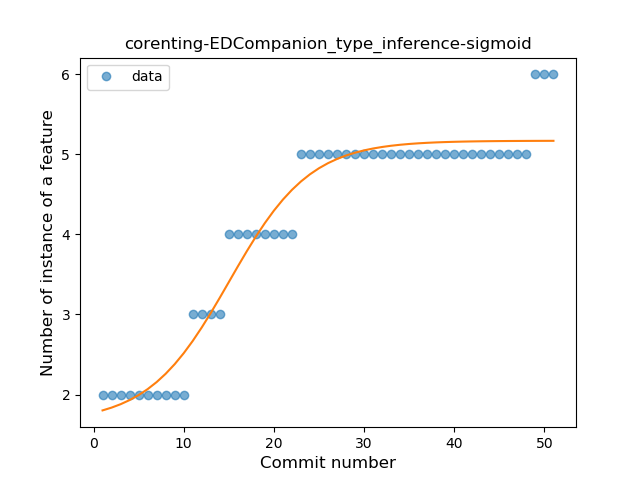 corenting-EDCompanion_type_inference-sigmoid
data
Number of instance of a feature
6
5
4
3
2
0 10 20 30 40 50
Commit number